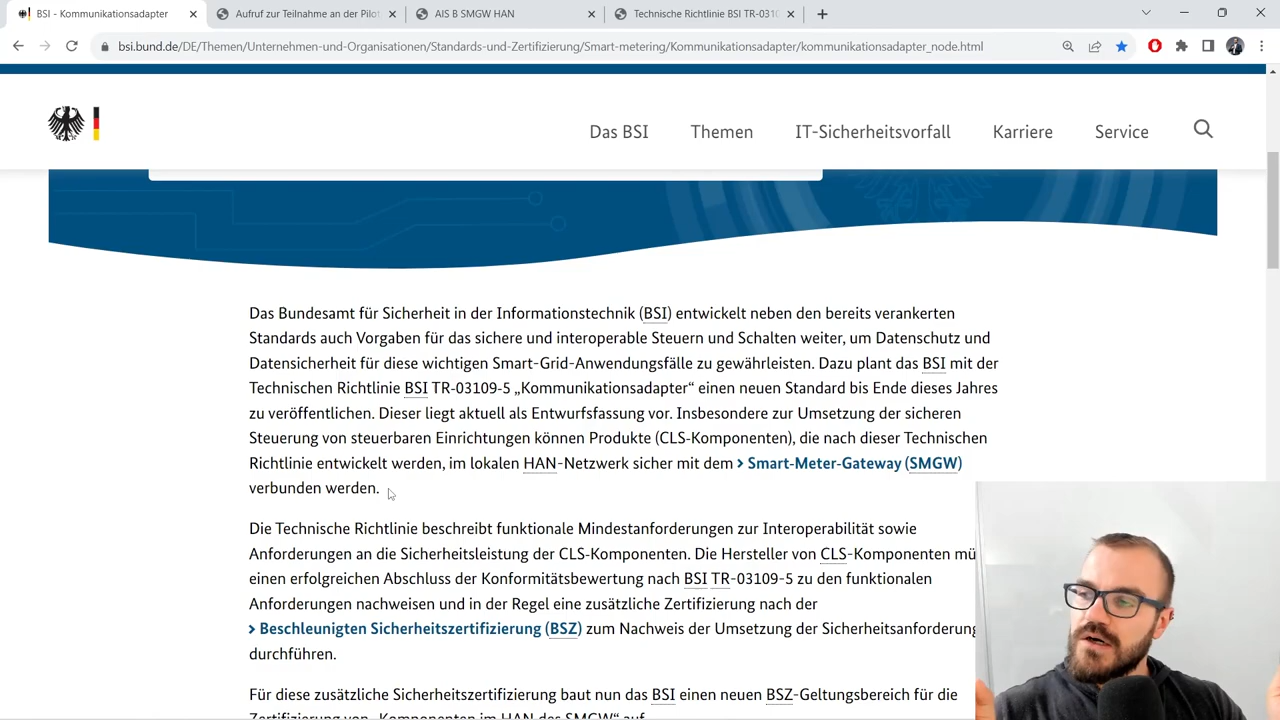 BSI - Kommunikationsadapter
Aufruf zur Teilnahme an der Pilot
AIS B SMGW HAN
Technische Richtlinie BSI TR-0310
bsi.bund.de/DE/Themen/Unternehmen-und-Organisationen/Standards-und-Zertifizierung/Smart-metering/Kommunikationsadapter/kommunikationsadapter_node.html
Das BSI Themen IT-Sicherheitsvorfall Karriere Service
Das Bundesamt für Sicherheit in der Informationstechnik (BSI) entwickelt neben den bereits verankerten
Standards auch Vorgaben für das sichere und interoperable Steuern und Schalten weiter, um Datenschutz und
Datensicherheit für diese wichtigen Smart-Grid-Anwendungsfälle zu gewährleisten. Dazu plant das BSI mit der
Technischen Richtlinie BSI TR-03109-5 „Kommunikationsadapter“ einen neuen Standard bis Ende dieses Jahres
zu veröffentlichen. Dieser liegt aktuell als Entwurfsfassung vor. Insbesondere zur Umsetzung der sicheren
Steuerung von steuerbaren Einrichtungen können Produkte (CLS-Komponenten), die nach dieser Technischen
Richtlinie entwickelt werden, im lokalen HAN-Netzwerk sicher mit dem > Smart-Meter-Gateway (SMGW)
verbunden werden.
Die Technische Richtlinie beschreibt funktionale Mindestanforderungen zur Interoperabilität sowie
Anforderungen an die Sicherheitsleistung der CLS-Komponenten. Die Hersteller von CLS-Komponenten mü
einen erfolgreichen Abschluss der Konformitätsbewertung nach BSI TR-03109-5 zu den funktionalen
Anforderungen nachweisen und in der Regel eine zusätzliche Zertifizierung nach der
> Beschleunigten Sicherheitszertifizierung (BSZ) zum Nachweis der Umsetzung der Sicherheitsanforderung
durchführen.
Für diese zusätzliche Sicherheitszertifizierung baut nun das BSI einen neuen BSZ-Geltungsbereich für die
Zertifizierung von „Komponenten im HAN des SMGW“ auf